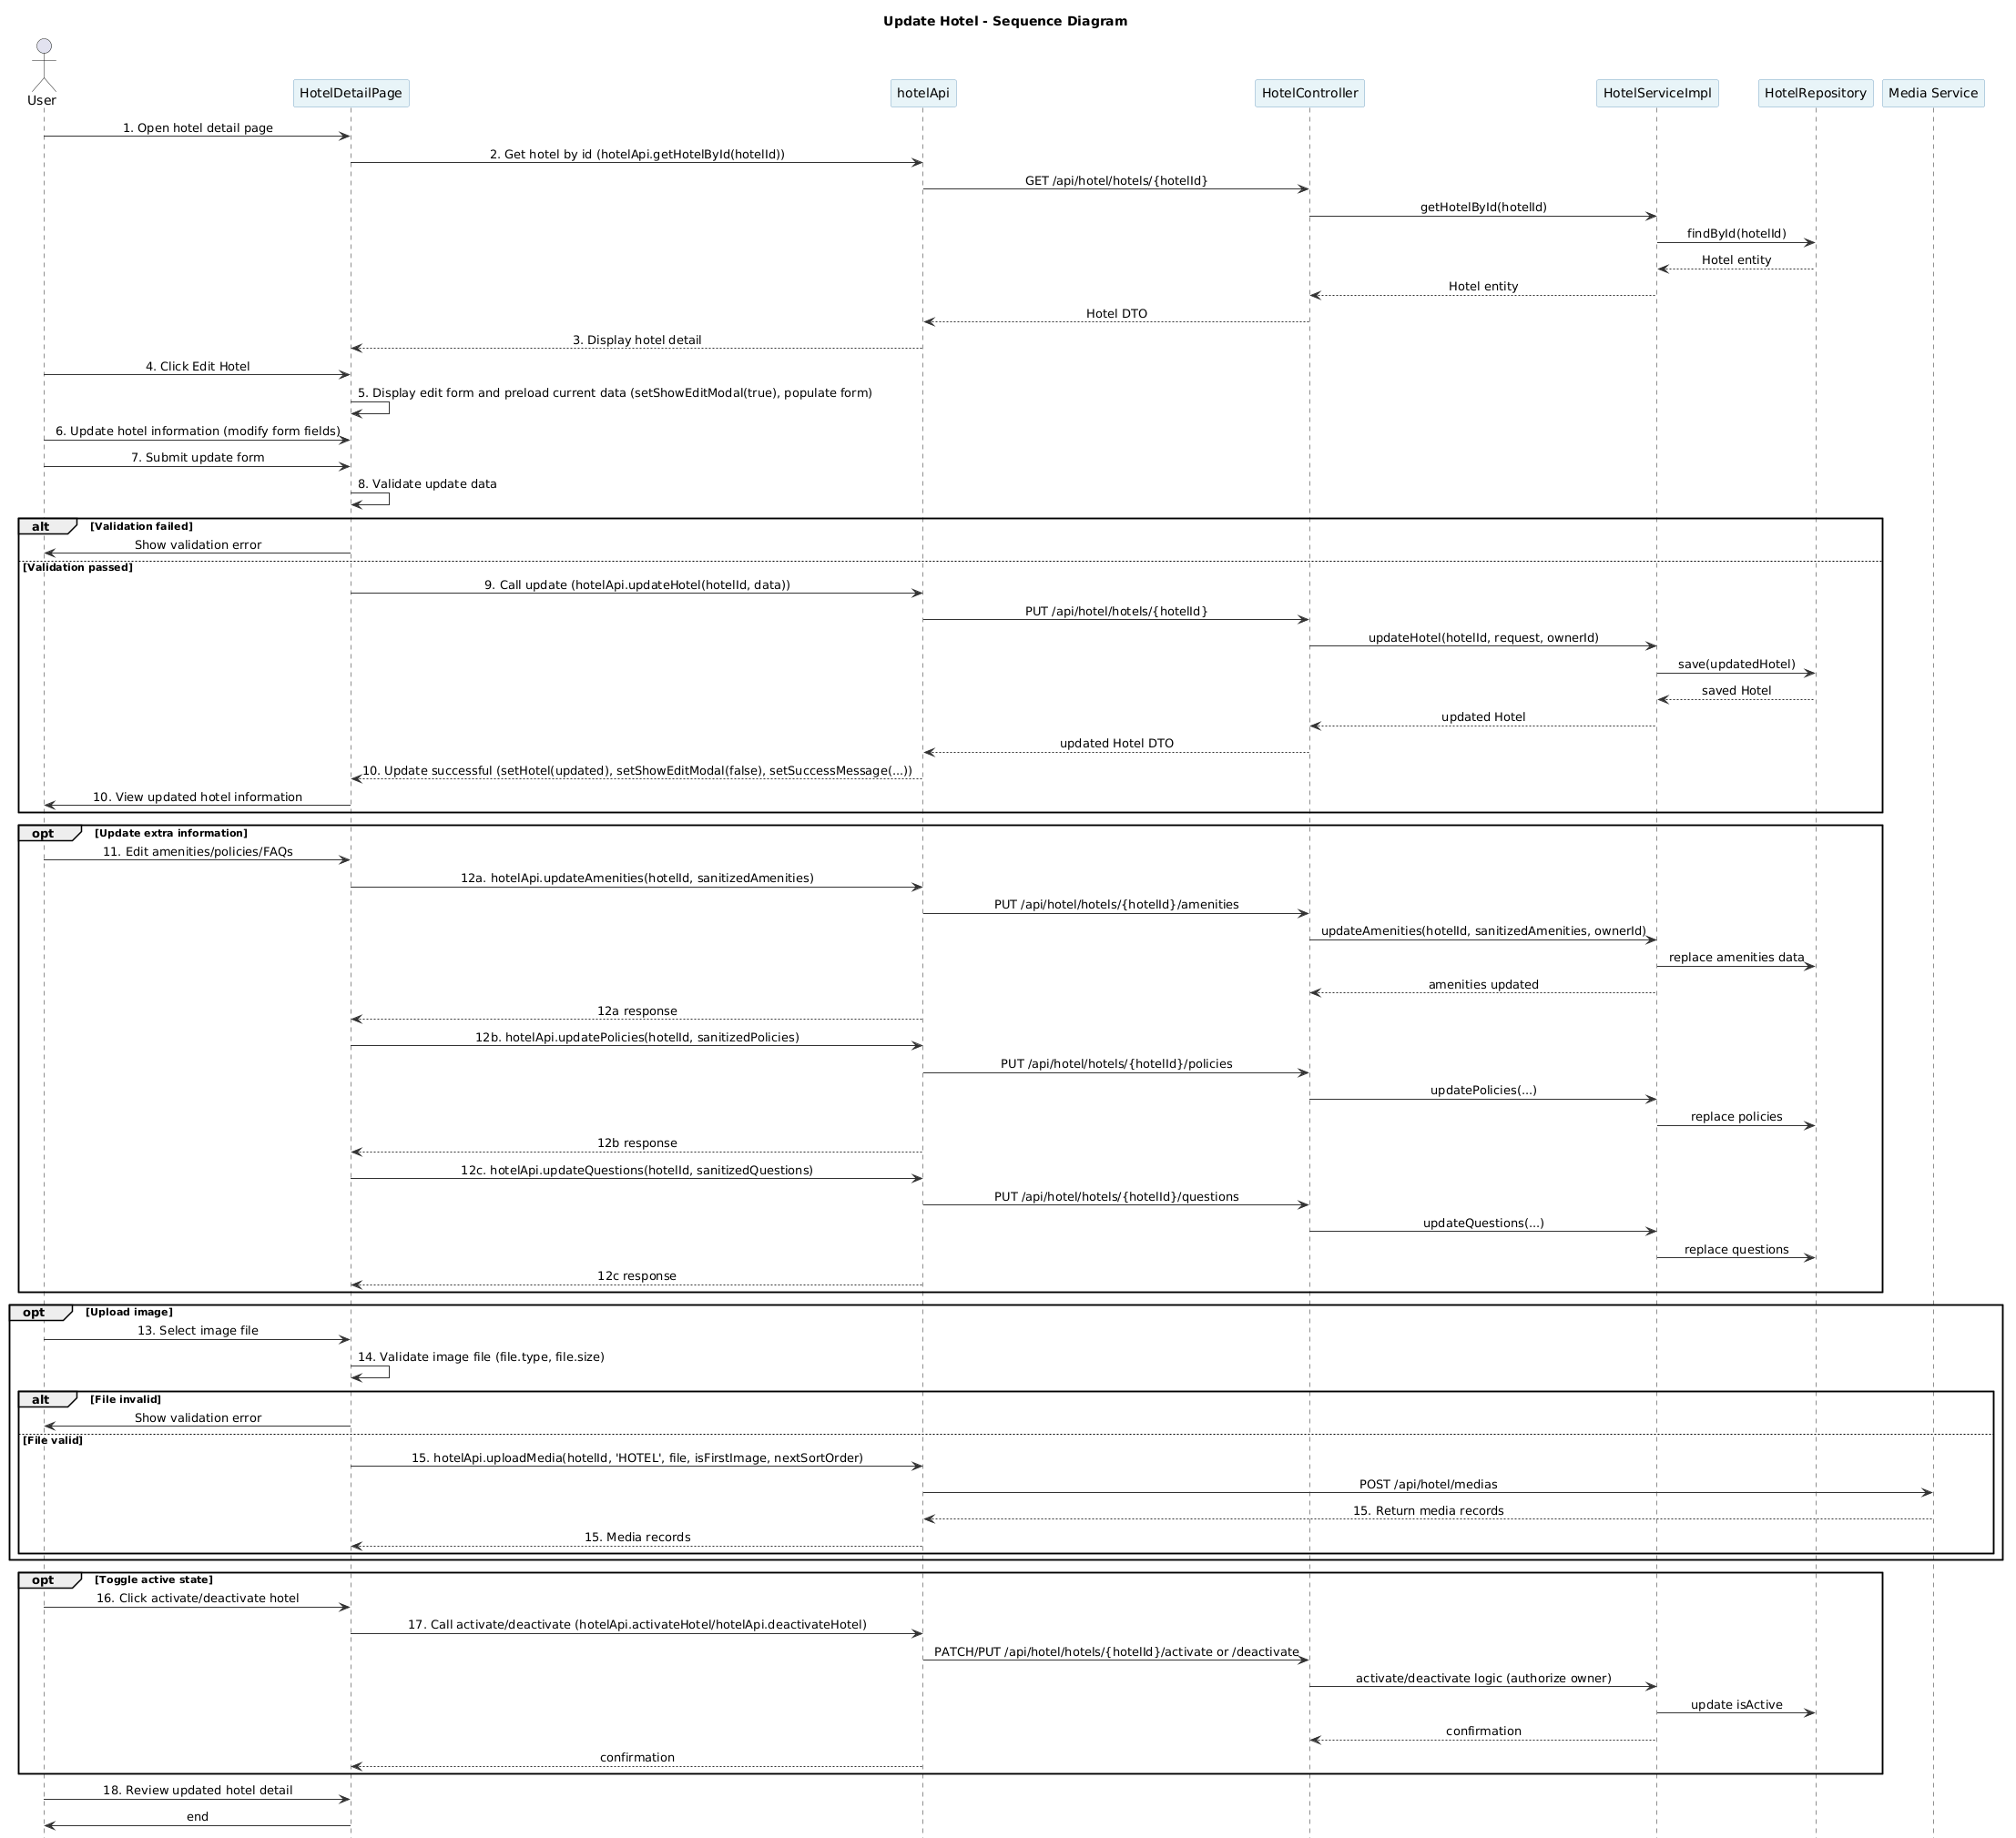 Update Hotel - Sequence Diagram
User
HotelDetailPage
hotelApi
HotelController
HotelServiceImpl
HotelRepository
Media Service
1. Open hotel detail page
2. Get hotel by id (hotelApi.getHotelById(hotelId))
GET /api/hotel/hotels/{hotelId}
getHotelById(hotelId)
findById(hotelId)
Hotel entity
Hotel entity
Hotel DTO
3. Display hotel detail
4. Click Edit Hotel
5. Display edit form and preload current data (setShowEditModal(true), populate form)
6. Update hotel information (modify form fields)
7. Submit update form
8. Validate update data
alt [Validation failed]
Show validation error
[Validation passed]
9. Call update (hotelApi.updateHotel(hotelId, data))
PUT /api/hotel/hotels/{hotelId}
updateHotel(hotelId, request, ownerId)
save(updatedHotel)
saved Hotel
updated Hotel
updated Hotel DTO
10. Update successful (setHotel(updated), setShowEditModal(false), setSuccessMessage(...))
10. View updated hotel information
opt [Update extra information]
11. Edit amenities/policies/FAQs
12a. hotelApi.updateAmenities(hotelId, sanitizedAmenities)
PUT /api/hotel/hotels/{hotelId}/amenities
updateAmenities(hotelId, sanitizedAmenities, ownerId)
replace amenities data
amenities updated
12a response
12b. hotelApi.updatePolicies(hotelId, sanitizedPolicies)
PUT /api/hotel/hotels/{hotelId}/policies
updatePolicies(...)
replace policies
12b response
12c. hotelApi.updateQuestions(hotelId, sanitizedQuestions)
PUT /api/hotel/hotels/{hotelId}/questions
updateQuestions(...)
replace questions
12c response
opt [Upload image]
13. Select image file
14. Validate image file (file.type, file.size)
alt [File invalid]
Show validation error
[File valid]
15. hotelApi.uploadMedia(hotelId, 'HOTEL', file, isFirstImage, nextSortOrder)
POST /api/hotel/medias
15. Return media records
15. Media records
opt [Toggle active state]
16. Click activate/deactivate hotel
17. Call activate/deactivate (hotelApi.activateHotel/hotelApi.deactivateHotel)
PATCH/PUT /api/hotel/hotels/{hotelId}/activate or /deactivate
activate/deactivate logic (authorize owner)
update isActive
confirmation
confirmation
18. Review updated hotel detail
end